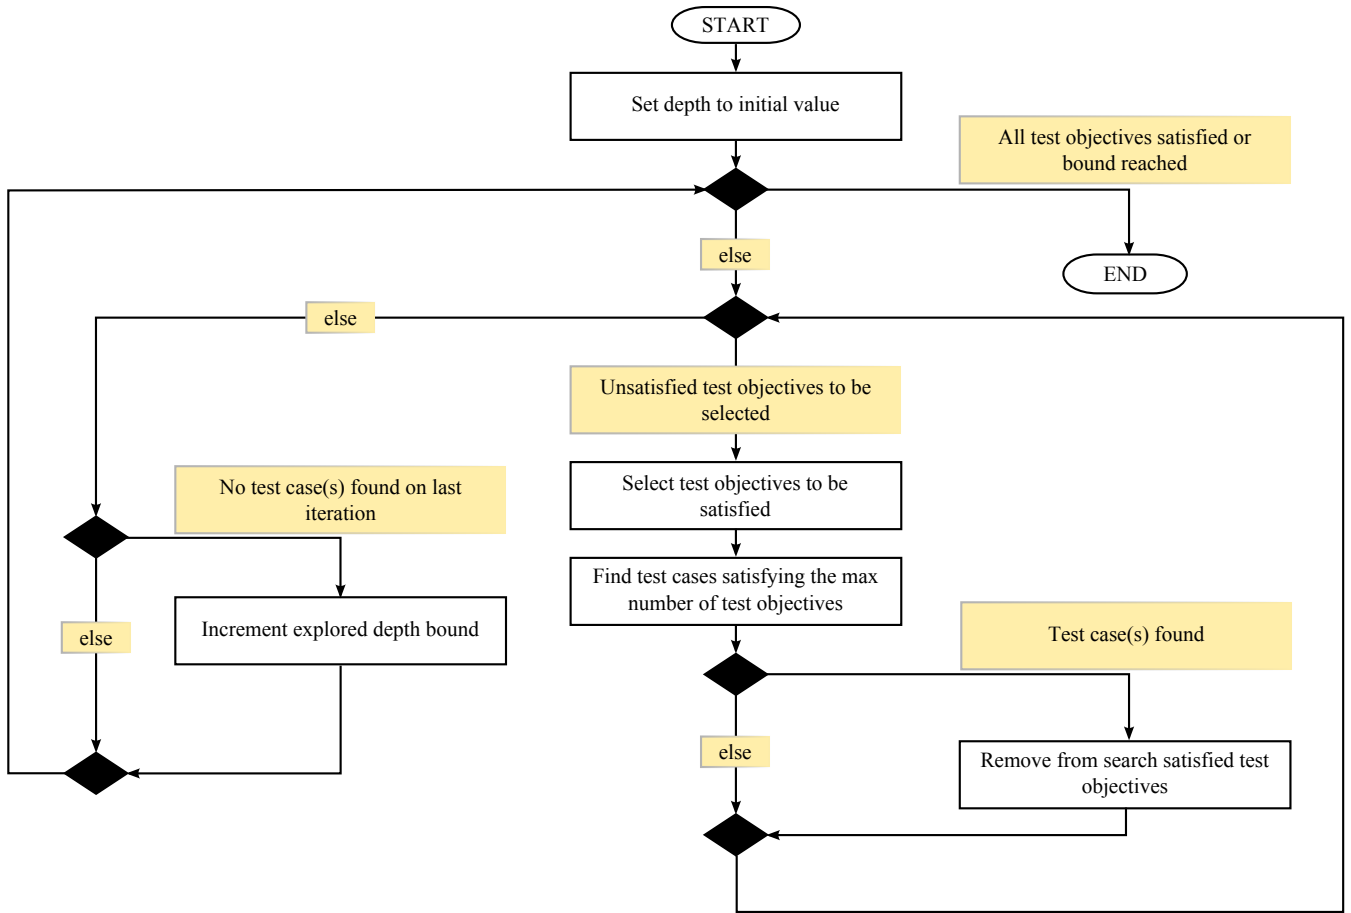 START
Set depth to initial value
All test objectives satisfied or
bound reached
else
END
else
Unsatisfied test objectives to be
selected
No test case(s) found on last
iteration
Select test objectives to be
satisfied
Find test cases satisfying the max
number of test objectives
Increment explored depth bound
else
Test case(s) found
else
Remove from search satisfied test
objectives